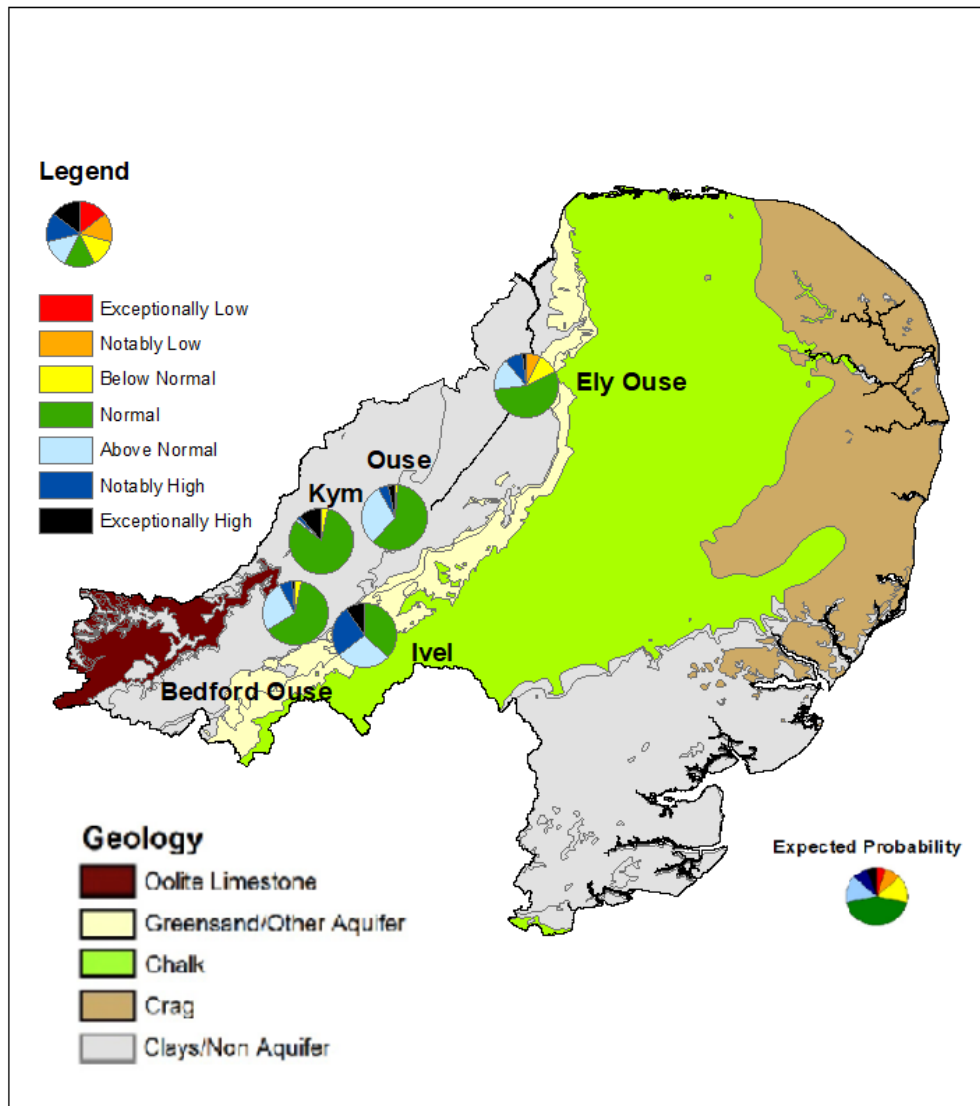 Legend
Exceptionally Low
Notably Low
Below Normal
Normal
Above Normal
Notably High
Exceptionally High
Ely Ouse
Ouse
Kym
Ivel
Bedford Ouse
Geology
Oolite Limestone
Greensand/Other Aquifer
Chalk
Crag
Clays/Non Aquifer
Expected Probability